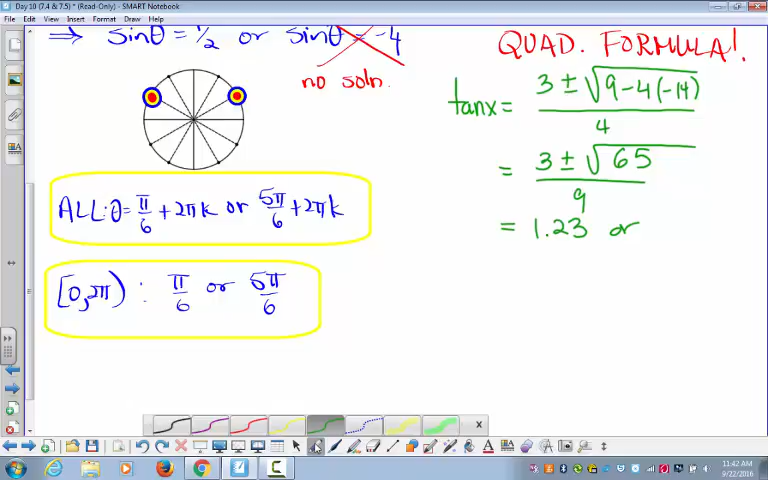 Day 10 (7.4 & 7.5) * (Read-Only) - SMART Notebook
File Edit View Insert Format Draw Help
⇒ sinθ = 1/2 or sinθ = -4
no soln.
ALL: θ = π/6 + 2πk or 5π/6 + 2πk
[0, 2π) : π/6 or 5π/6
QUAD. FORMULA!
tanx = (3 ± √(9 - 4(-14)))/4
= (3 ± √65)/9
= 1.23 or
11:42 AM
9/22/2016